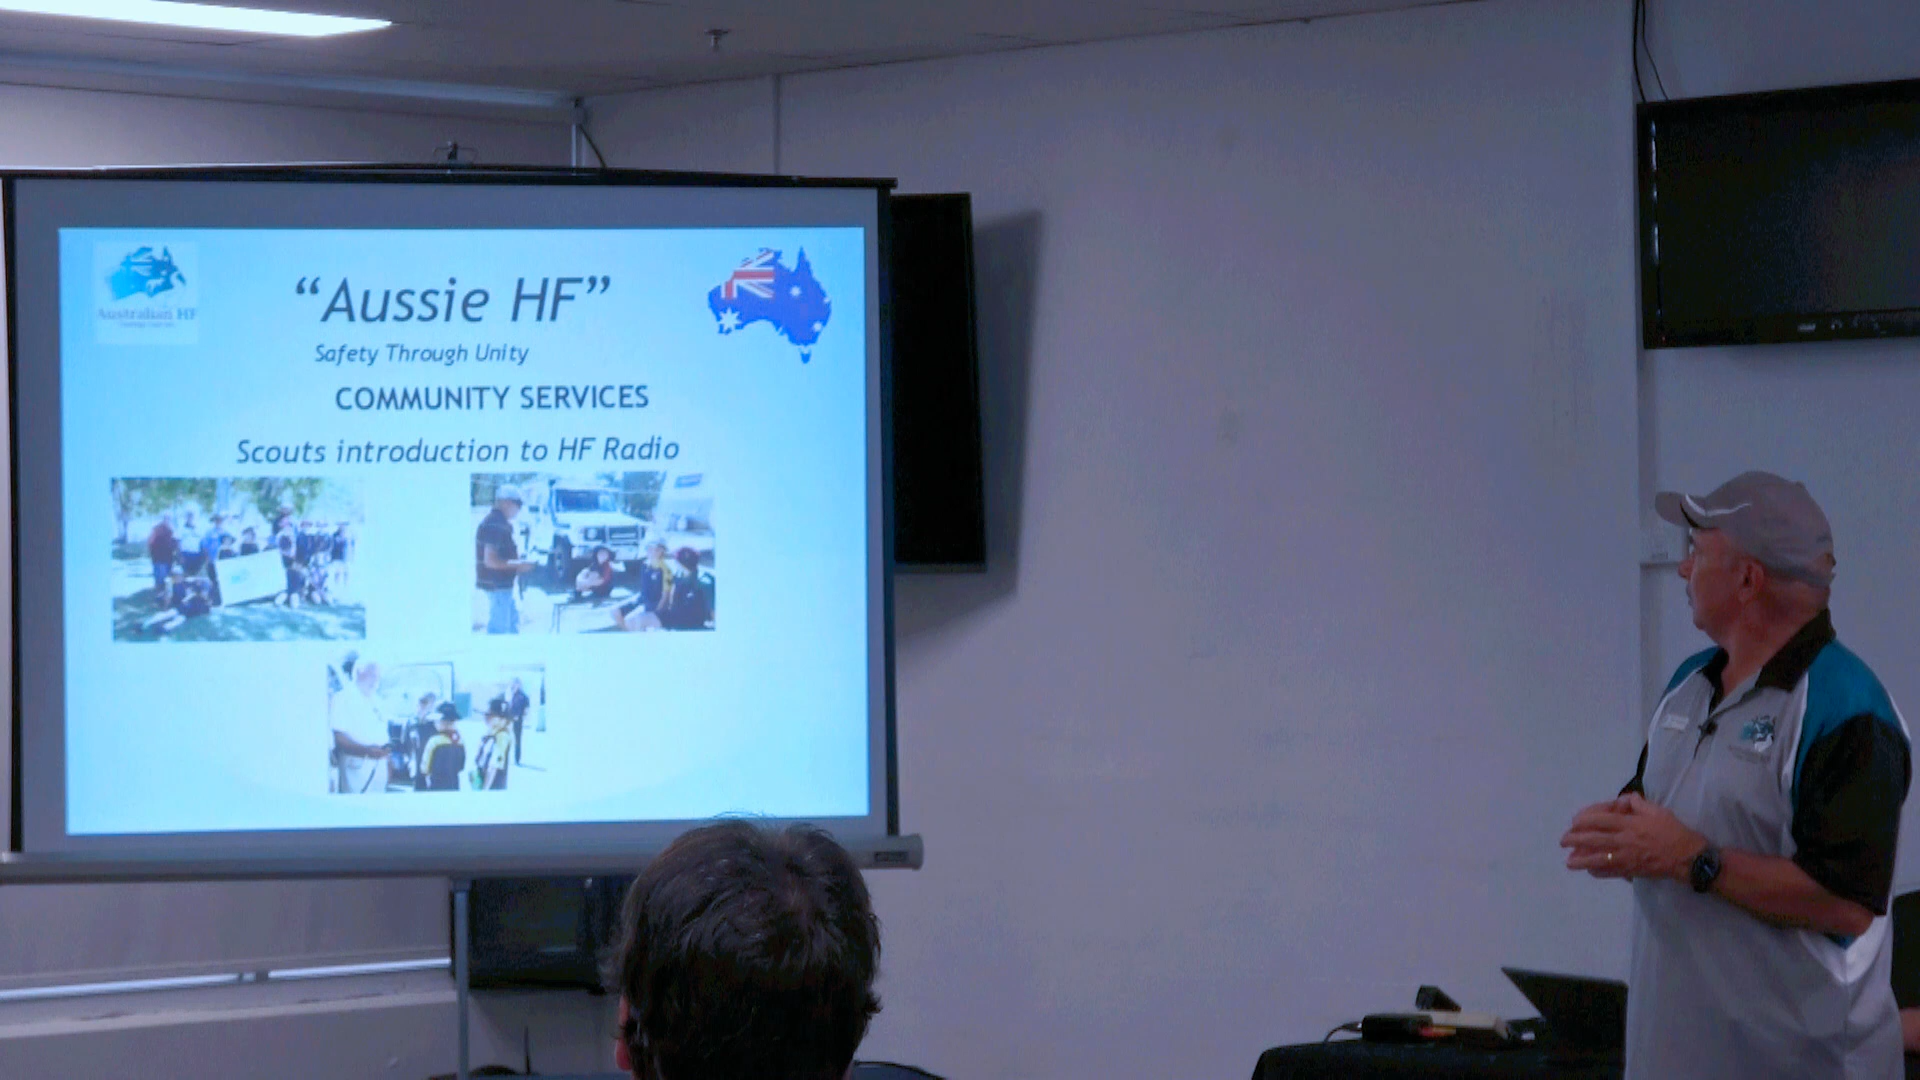 Australian HF
“Aussie HF”
Safety Through Unity
COMMUNITY SERVICES
Scouts introduction to HF Radio